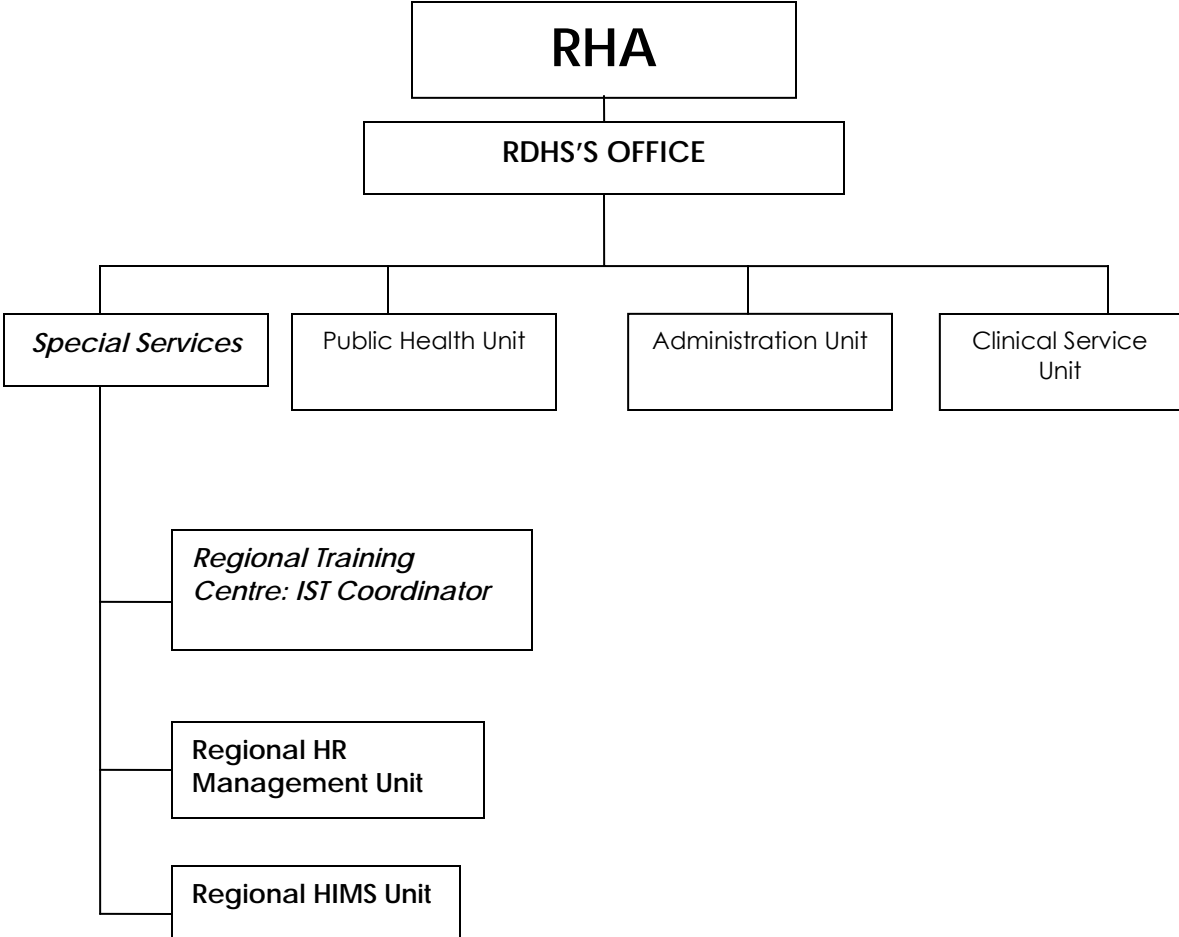 RHA
RDHS'S OFFICE
Special Services
Public Health Unit
Administration Unit
Clinical Service
Unit
Regional Training
Centre: IST Coordinator
Regional HR
Management Unit
Regional HIMS Unit